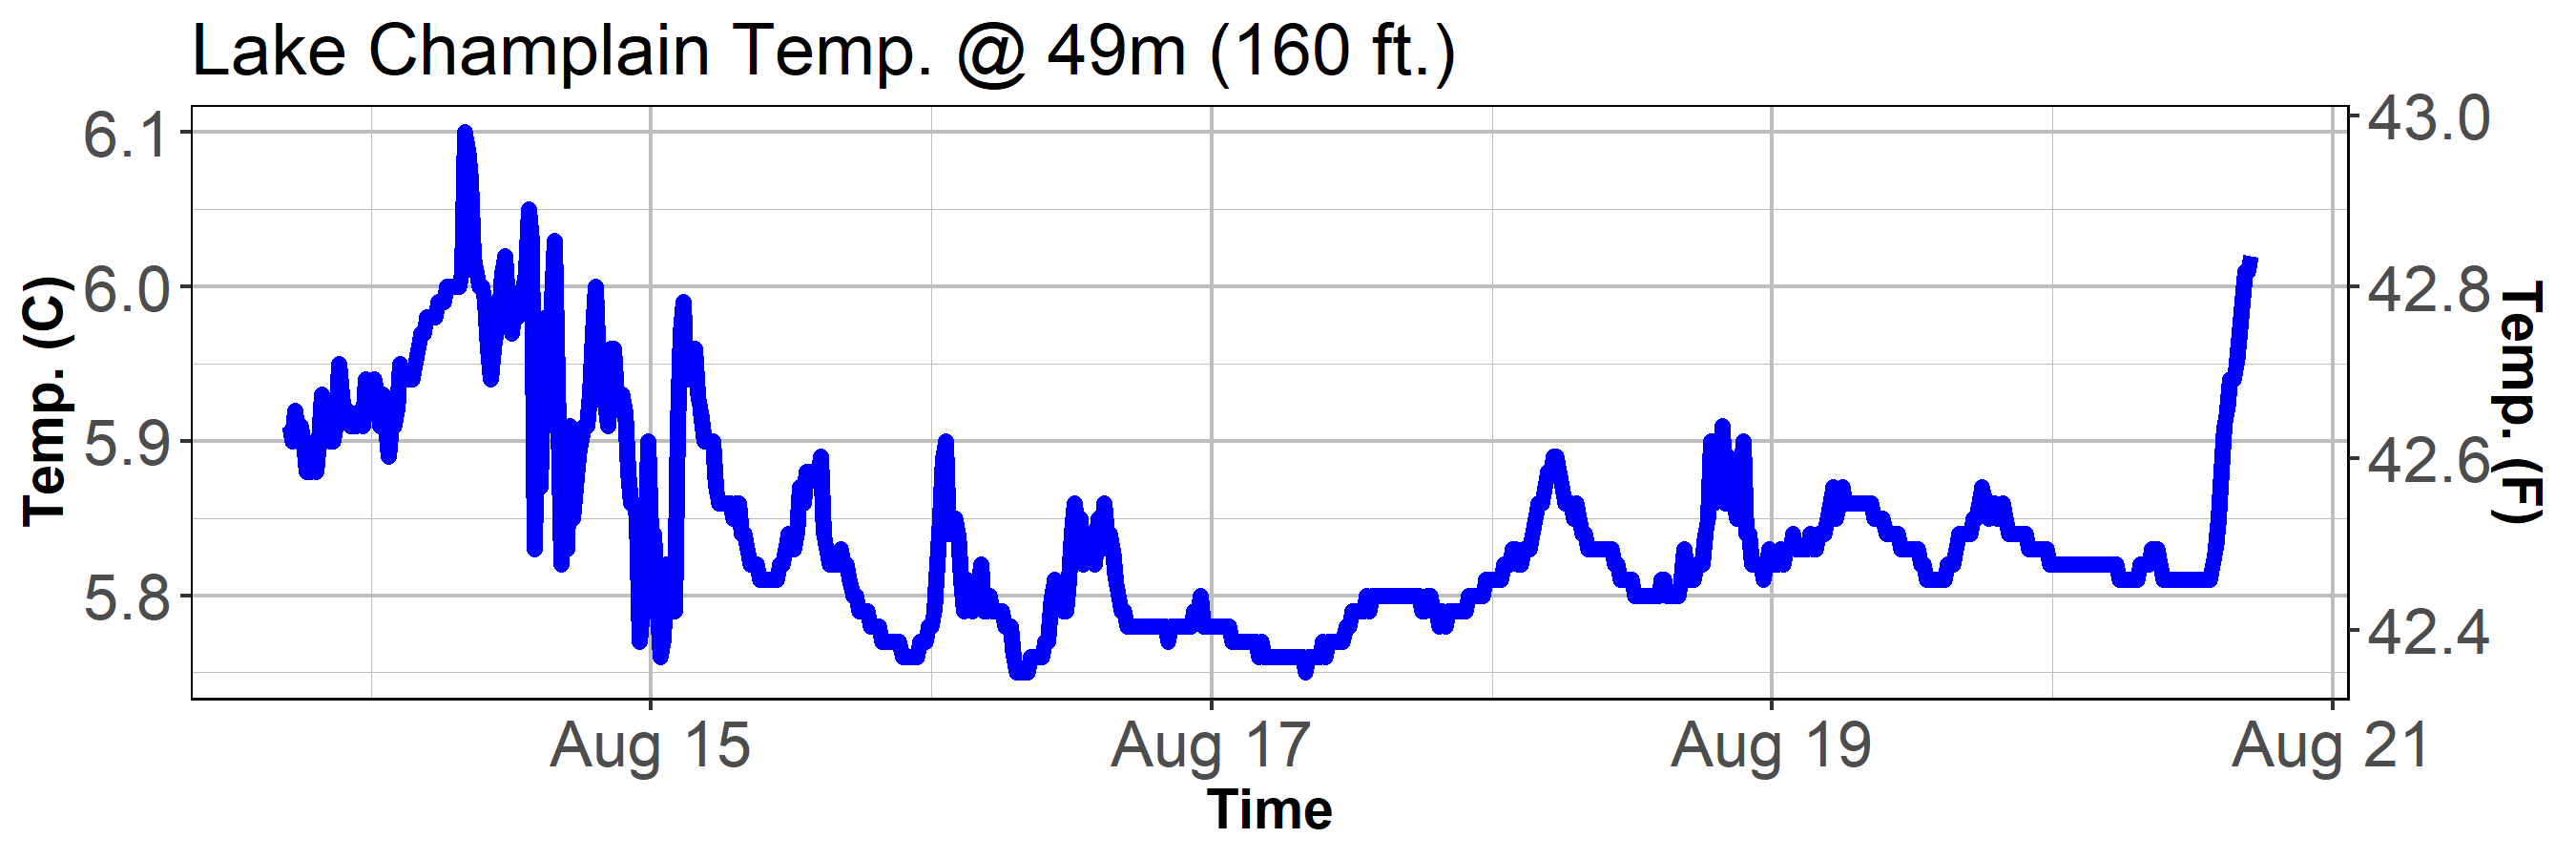 Lake Champlain Temp. @ 49m (160 ft.)
6.1
6.0
5.9
5.8
Temp. (C)
43.0
42.8
42.6
42.4
Temp. (F)
Aug 15
Aug 17
Aug 19
Aug 21
Time